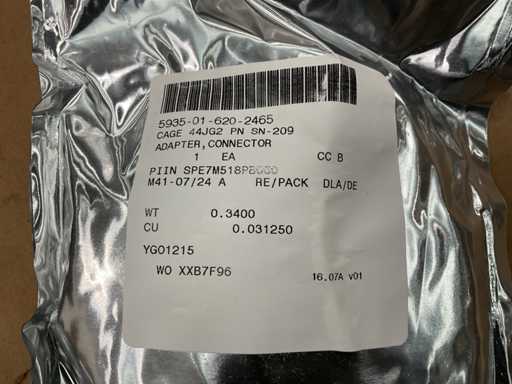 5935-01-620-2465
CAGE 44JG2 PN SN-209
ADAPTER,CONNECTOR
1 EA CC B
PIIN
M41-07/24 A RE/PACK DLA/DE
WT 0.3400
CU 0.031250
YG01215
WO XXB7F96
16.07A v01